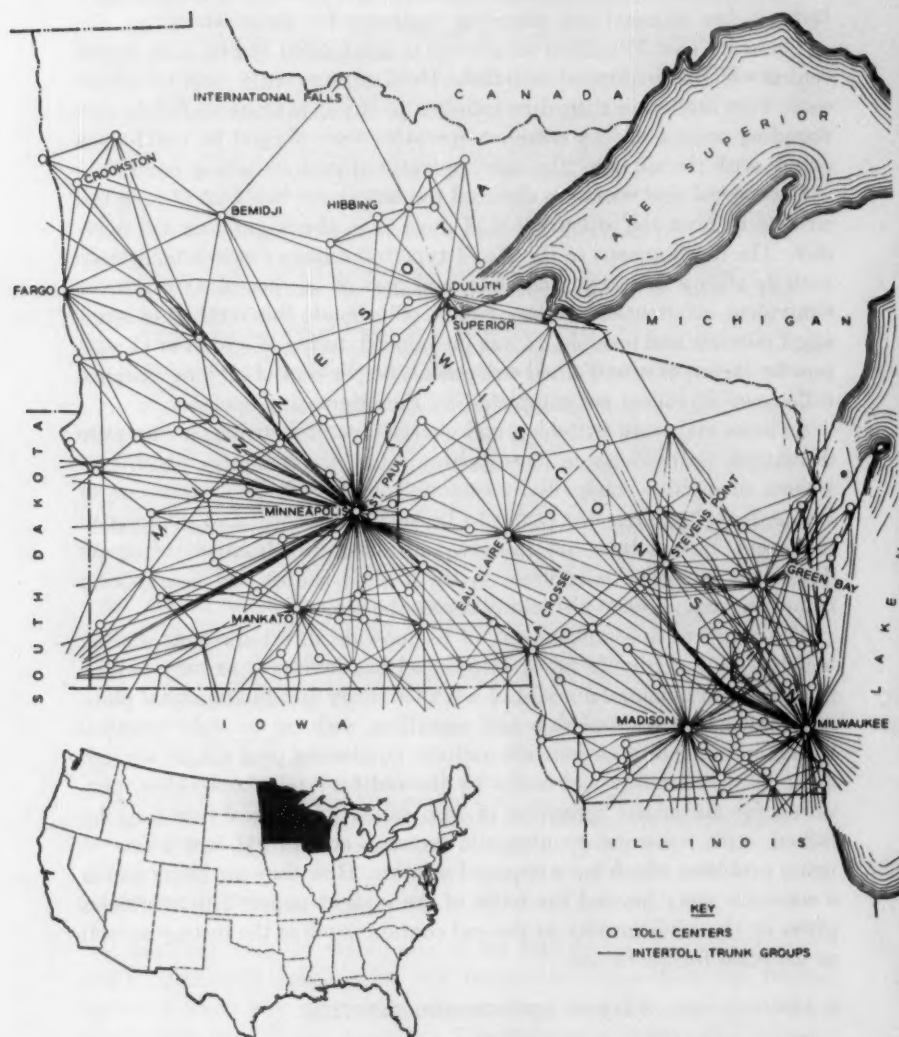 INTERNATIONAL FALLS
CANADA
LAKE SUPERIOR
CROOKSTON
BEMIDJI
HIBBING
FARGO
DULUTH
SUPERIOR
MICHIGAN
MINNESOTA
WISCONSIN
SOUTH DAKOTA
ST. PAUL
MINNEAPOLIS
STEVENS POINT
EAU CLAIRE
GREEN BAY
LA CROSSE
MANKATO
LAKE
MADISON
MILWAUKEE
IOWA
ILLINOIS
KEY
TOLL CENTERS
INTERTOLL TRUNK GROUPS